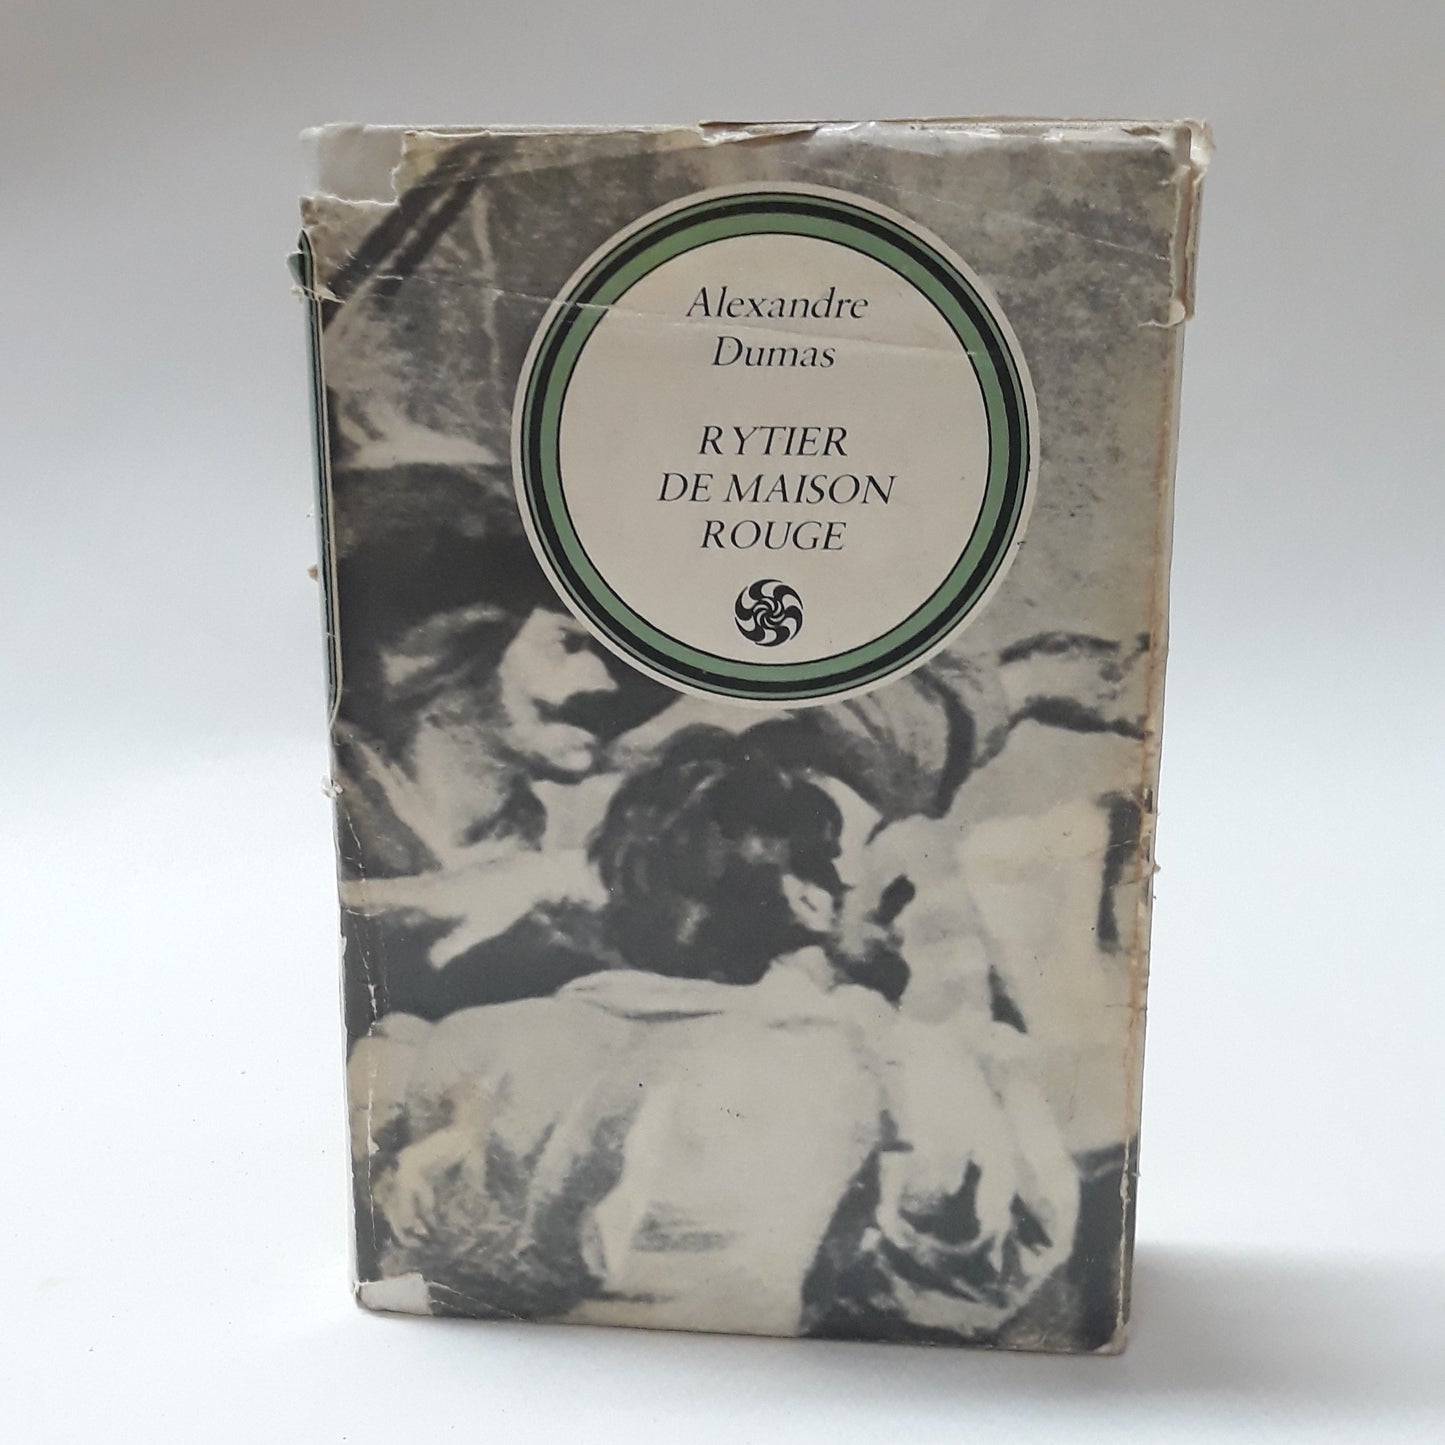 Alexandre
Dumas
RYTIER
DE MAISON
ROUGE